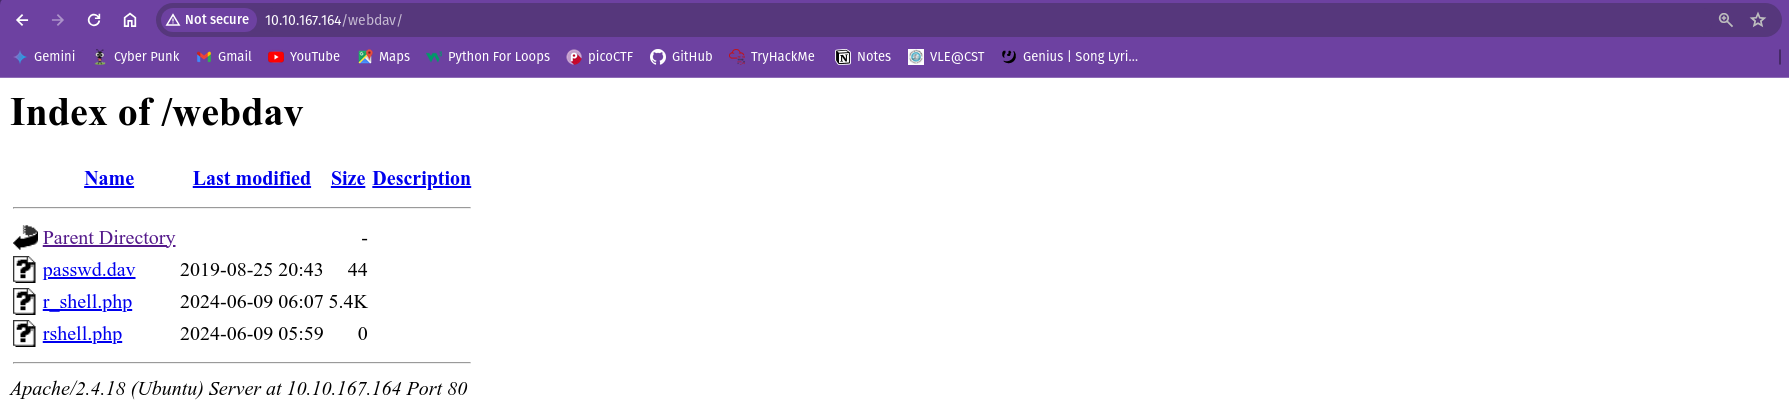 Not secure 10.10.167.164/webdav/
Gemini Cyber Punk Gmail YouTube Maps Python For Loops picoCTF GitHub TryHackMe Notes VLE@CST Genius | Song Lyri...
Index of /webdav
Name Last modified Size Description
Parent Directory -
passwd.dav 2019-08-25 20:43 44
r_shell.php 2024-06-09 06:07 5.4K
rshell.php 2024-06-09 05:59 0
Apache/2.4.18 (Ubuntu) Server at 10.10.167.164 Port 80